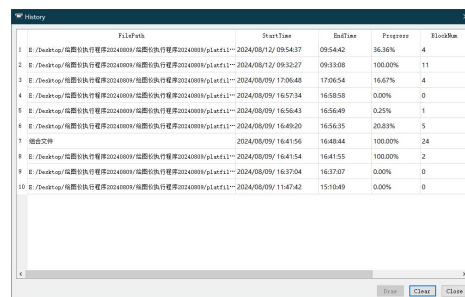 History
FilePath StartTime EndTime Progress BlockNum
1 E:/Desktop/绘图仪执行程序20240809/绘图仪执行程序20240809/platfil… 2024/08/12/ 09:54:37 09:54:42 36.36% 4
2 E:/Desktop/绘图仪执行程序20240809/绘图仪执行程序20240809/platfil… 2024/08/12/ 09:32:27 09:33:08 100.00% 11
3 E:/Desktop/绘图仪执行程序20240809/绘图仪执行程序20240809/platfil… 2024/08/09/ 17:06:48 17:06:54 16.67% 4
4 E:/Desktop/绘图仪执行程序20240809/绘图仪执行程序20240809/platfil… 2024/08/09/ 16:57:34 16:58:58 0.00% 0
5 E:/Desktop/绘图仪执行程序20240809/绘图仪执行程序20240809/platfil… 2024/08/09/ 16:56:43 16:56:49 0.25% 1
6 E:/Desktop/绘图仪执行程序20240809/绘图仪执行程序20240809/platfil… 2024/08/09/ 16:49:20 16:56:35 20.83% 5
7 组合文件 2024/08/09/ 16:41:56 16:48:44 100.00% 24
8 E:/Desktop/绘图仪执行程序20240809/绘图仪执行程序20240809/platfil… 2024/08/09/ 16:41:54 16:41:55 100.00% 2
9 E:/Desktop/绘图仪执行程序20240809/绘图仪执行程序20240809/platfil… 2024/08/09/ 16:37:04 16:37:07 0.00% 0
10 E:/Desktop/绘图仪执行程序20240809/绘图仪执行程序20240809/platfil… 2024/08/09/ 11:47:42 15:10:49 0.00% 0
Draw Clear Close